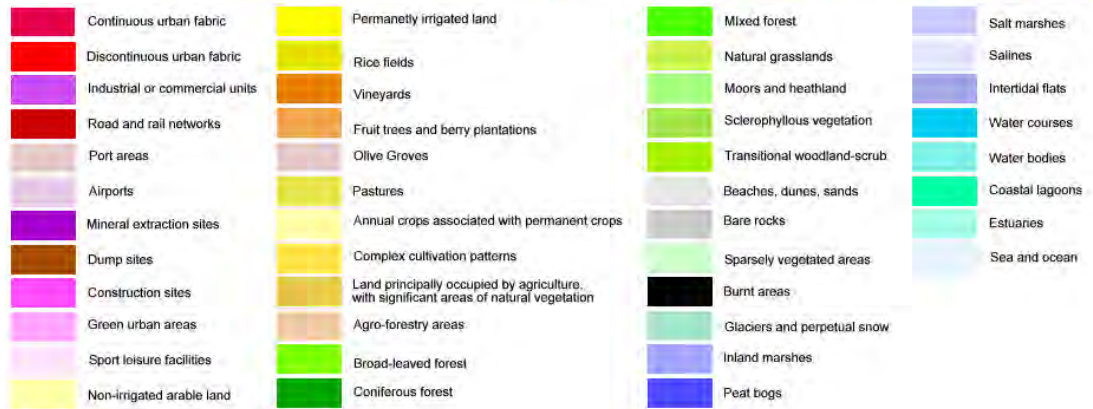 Continuous urban fabric
Discontinuous urban fabric
Industrial or commercial units
Road and rail networks
Port areas
Airports
Mineral extraction sites
Dump sites
Construction sites
Green urban areas
Sport leisure facilities
Non-irrigated arable land
Permanetly irrigated land
Rice fields
Vineyards
Fruit trees and berry plantations
Olive Groves
Pastures
Annual crops associated with permanent crops
Complex cultivation patterns
Land principally occupied by agriculture,
with significant areas of natural vegetation
Agro-forestry areas
Broad-leaved forest
Coniferous forest
Mixed forest
Natural grasslands
Moors and heathland
Sclerophyllous vegetation
Transitional woodland-scrub
Beaches, dunes, sands
Bare rocks
Sparsely vegetated areas
Burnt areas
Glaciers and perpetual snow
Inland marshes
Peat bogs
Salt marshes
Salines
Intertidal flats
Water courses
Water bodies
Coastal lagoons
Estuaries
Sea and ocean